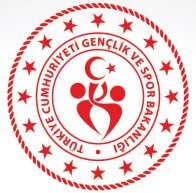 TÜRKİYE CUMHURİYETİ GENÇLİK VE SPOR BAKANLIĞI